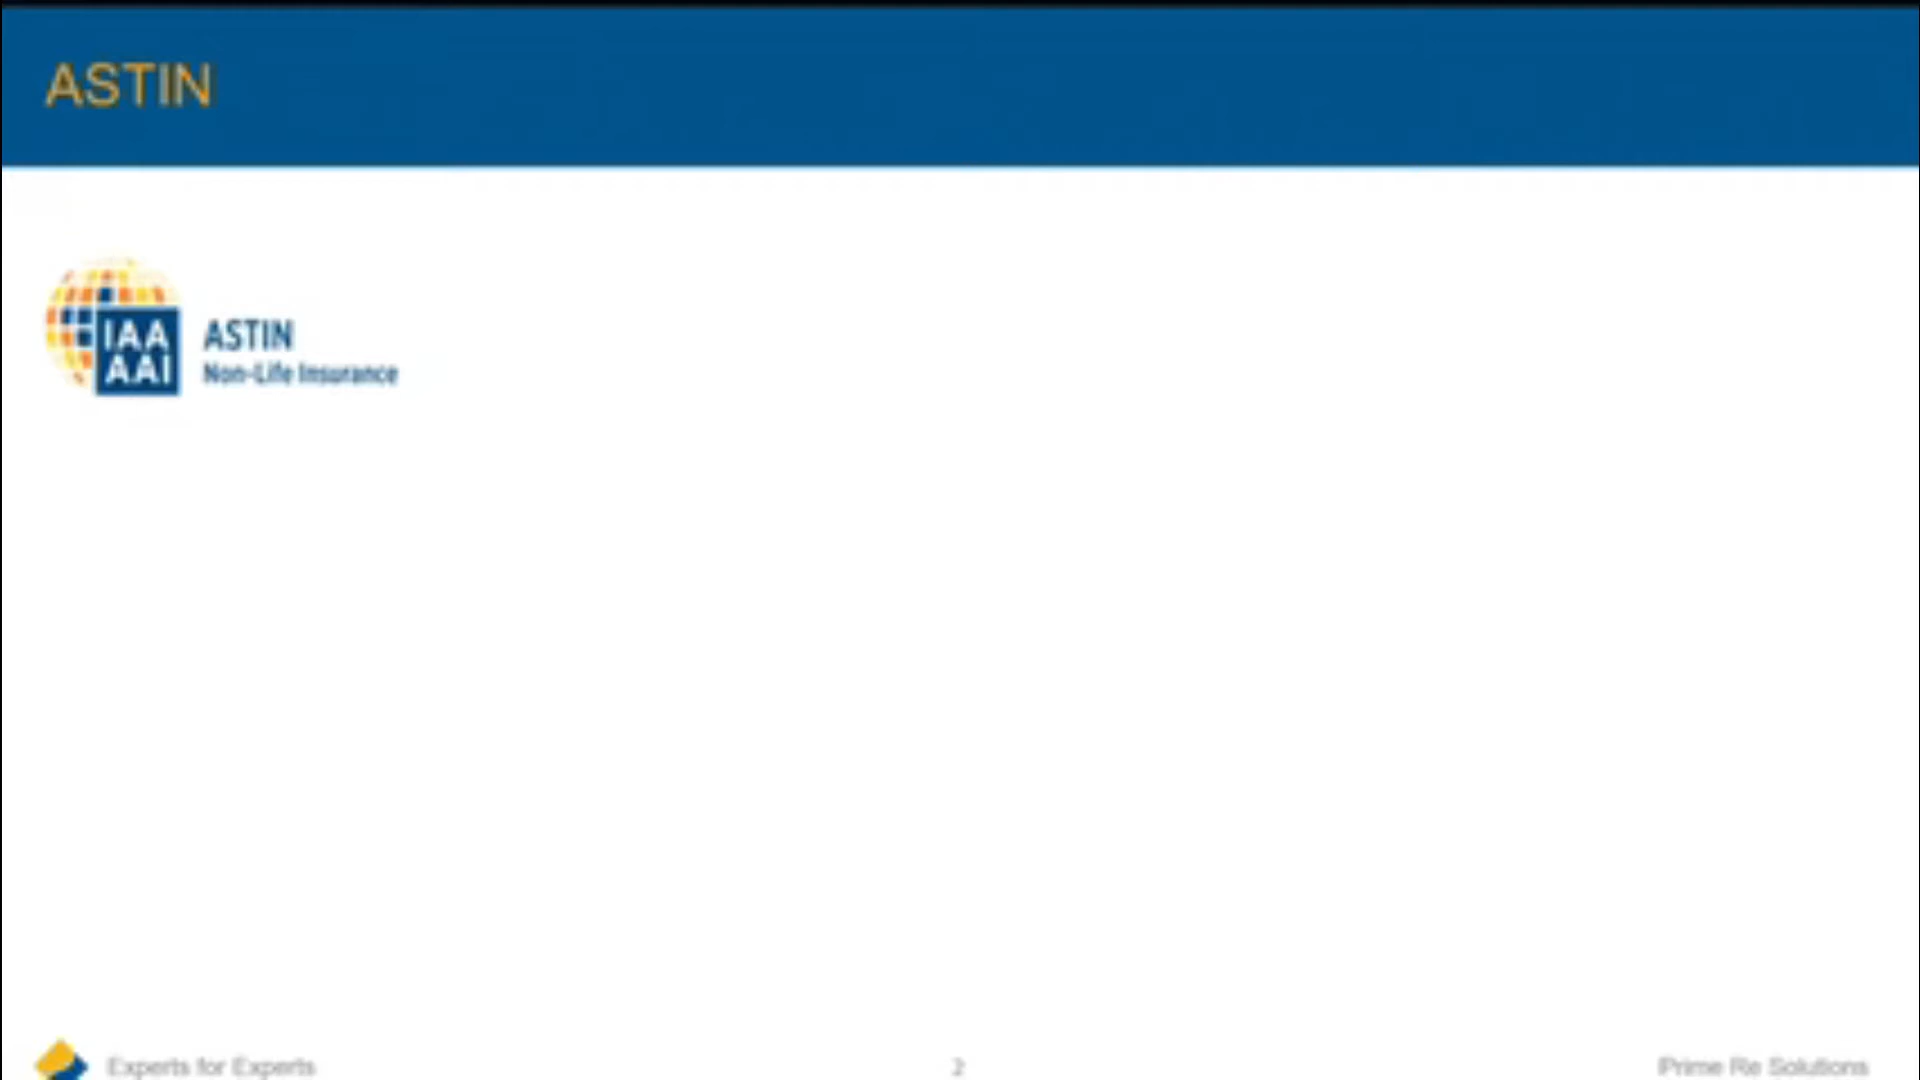 ASTIN
IAA
AAI
ASTIN
Non-Life Insurance
Experts for Experts
2
Prime Re Solutions